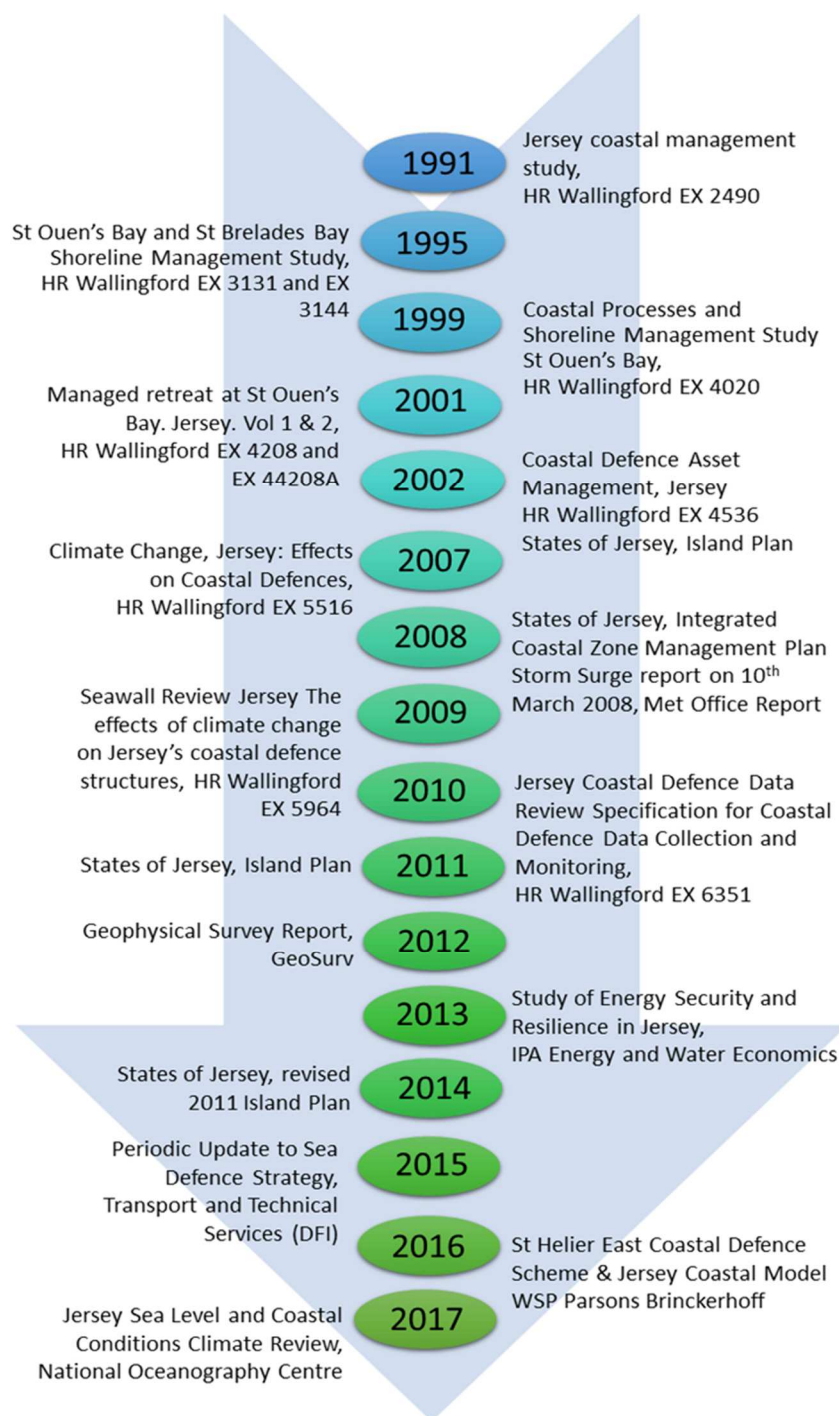 1991
Jersey coastal management
study,
HR Wallingford EX 2490
1995
St Ouen’s Bay and St Brelades Bay
Shoreline Management Study,
HR Wallingford EX 3131 and EX
3144
1999
Coastal Processes and
Shoreline Management Study
St Ouen’s Bay,
HR Wallingford EX 4020
2001
Managed retreat at St Ouen’s
Bay. Jersey. Vol 1 & 2,
HR Wallingford EX 4208 and
EX 44208A
2002
Coastal Defence Asset
Management, Jersey
HR Wallingford EX 4536
States of Jersey, Island Plan
2007
Climate Change, Jersey: Effects
on Coastal Defences,
HR Wallingford EX 5516
2008
States of Jersey, Integrated
Coastal Zone Management Plan
Storm Surge report on 10th
March 2008, Met Office Report
2009
Seawall Review Jersey The
effects of climate change
on Jersey’s coastal defence
structures, HR Wallingford
EX 5964
2010
Jersey Coastal Defence Data
Review Specification for Coastal
Defence Data Collection and
Monitoring,
HR Wallingford EX 6351
2011
States of Jersey, Island Plan
2012
Geophysical Survey Report,
GeoSurv
2013
Study of Energy Security and
Resilience in Jersey,
IPA Energy and Water Economics
2014
States of Jersey, revised
2011 Island Plan
2015
Periodic Update to Sea
Defence Strategy,
Transport and Technical
Services (DFI)
2016
St Helier East Coastal Defence
Scheme & Jersey Coastal Model
WSP Parsons Brinckerhoff
2017
Jersey Sea Level and Coastal
Conditions Climate Review,
National Oceanography Centre